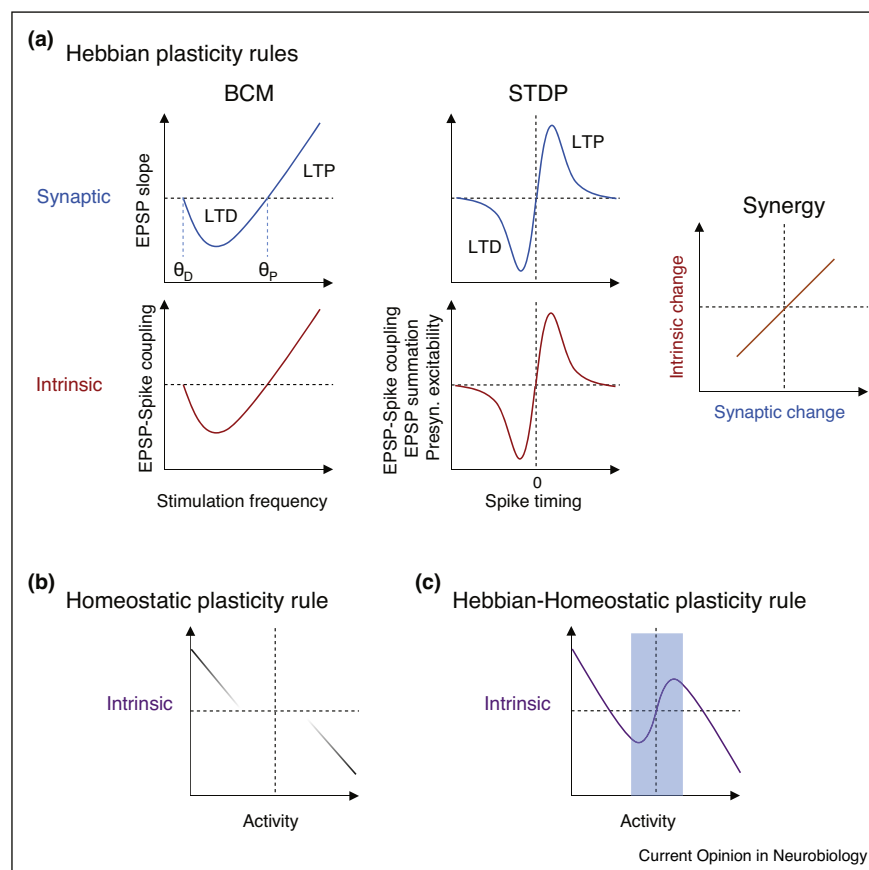 (a) Hebbian plasticity rules
BCM
STDP
Synaptic
EPSP slope
LTD
LTP
θD
θP
LTP
LTD
Synergy
Intrinsic change
Synaptic change
Intrinsic
EPSP-Spike coupling
Stimulation frequency
EPSP-Spike coupling
EPSP summation
Presyn. excitability
0
Spike timing
(b) Homeostatic plasticity rule
Intrinsic
Activity
(c) Hebbian-Homeostatic plasticity rule
Intrinsic
Activity
Current Opinion in Neurobiology